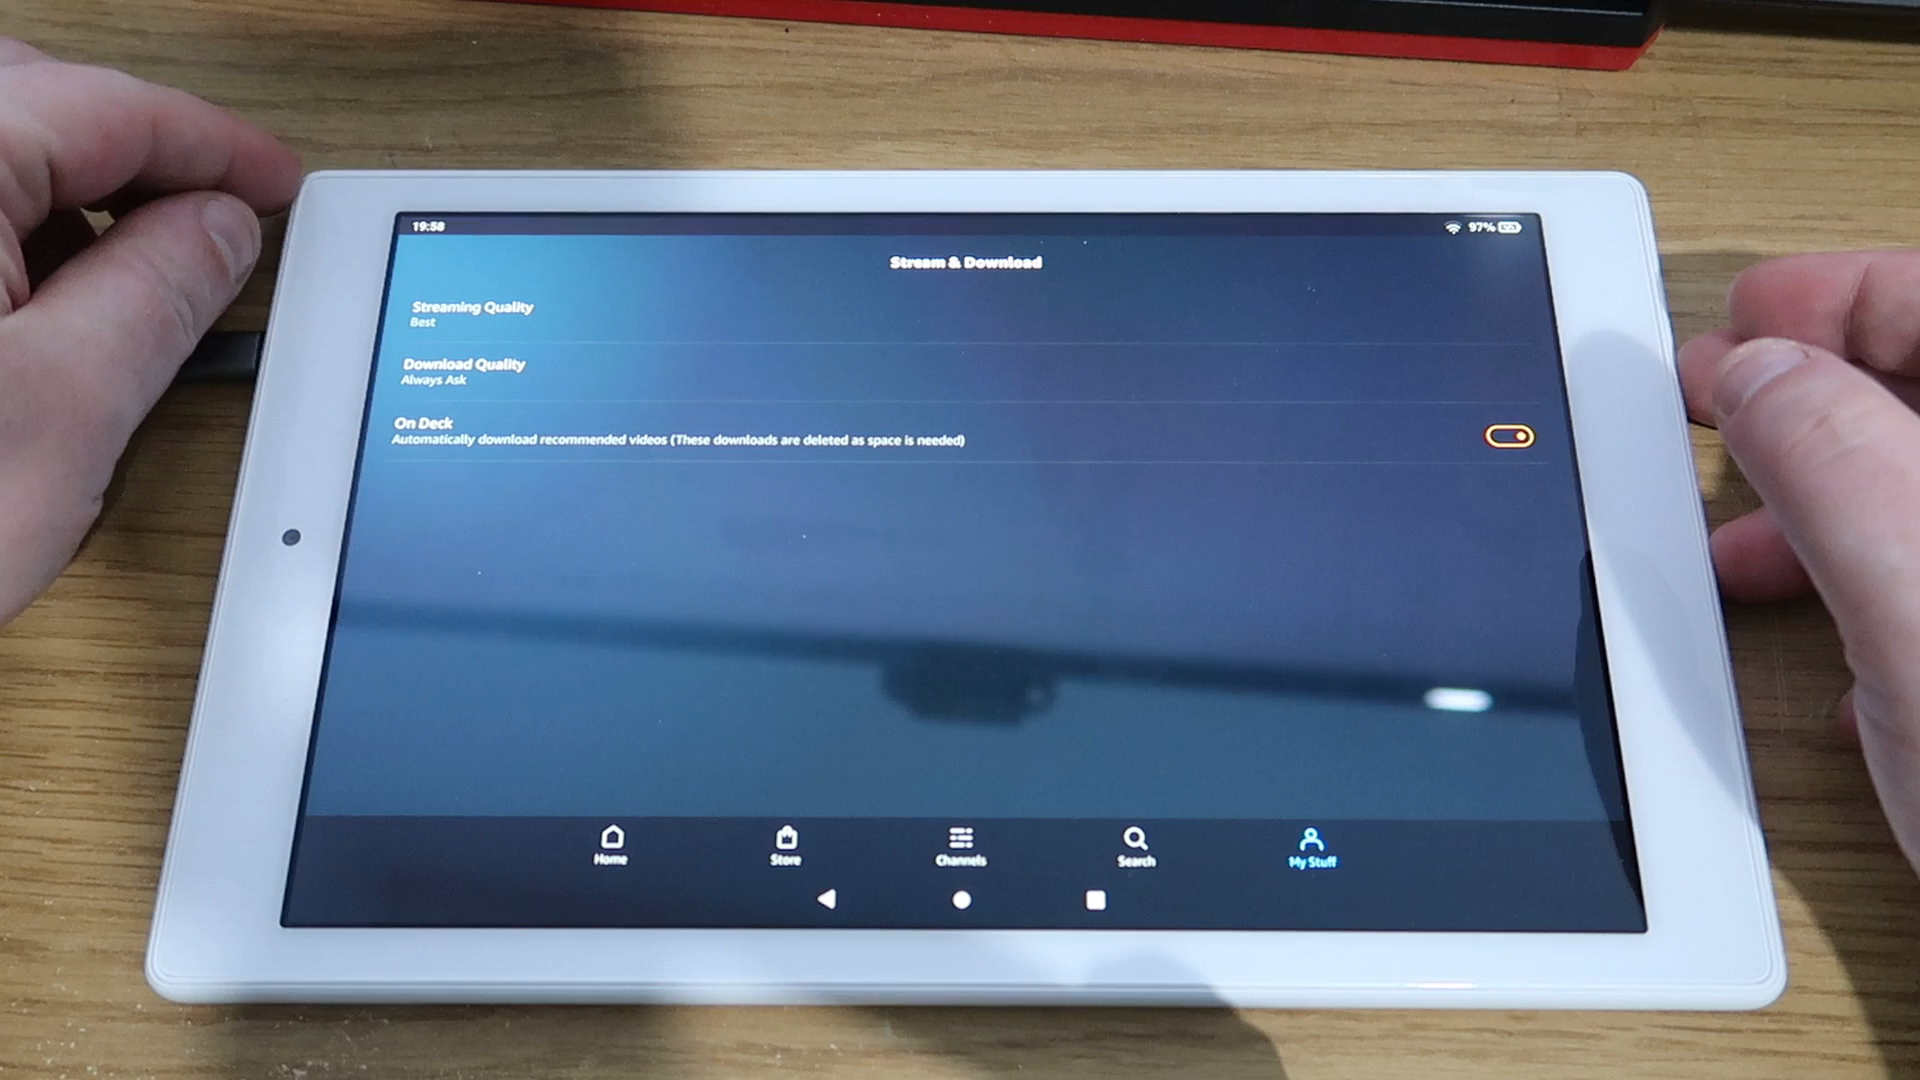 19:58
97%
Stream & Download
Streaming Quality
Best
Download Quality
Always Ask
On Deck
Automatically download recommended videos (These downloads are deleted as space is needed)
Home
Store
Channels
Search
My Stuff